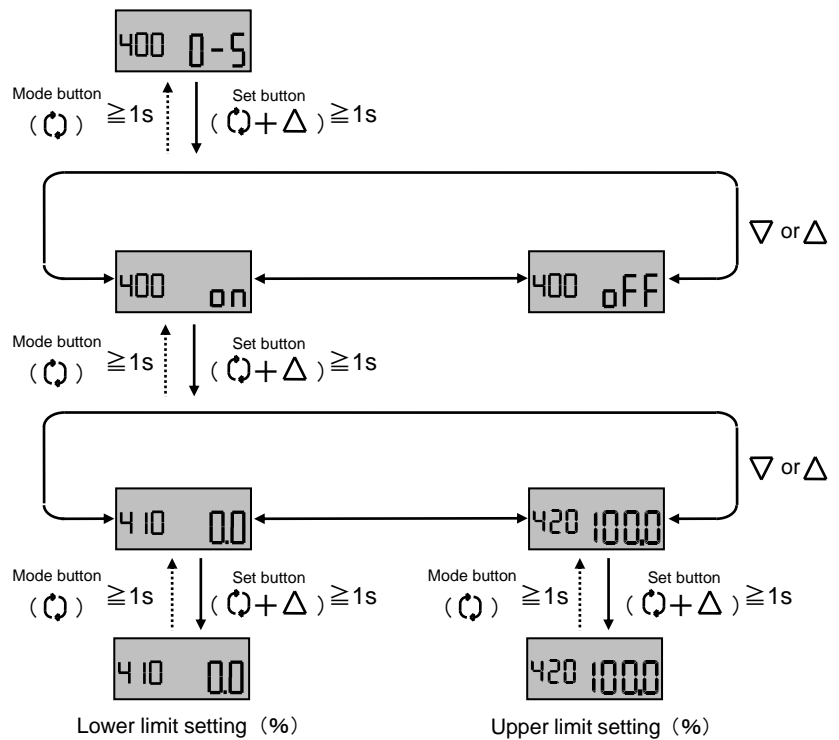 400 0-5
Mode button
Set button
( ) ≧1s
( + △ ) ≧1s
▽ or △
400 on
400 oFF
Mode button
Set button
( ) ≧1s
( + △ ) ≧1s
▽ or △
410 0.0
420 100.0
Mode button
Set button
Mode button
Set button
( ) ≧1s
( + △ ) ≧1s
( ) ≧1s
( + △ ) ≧1s
410 0.0
420 100.0
Lower limit setting (%)
Upper limit setting (%)